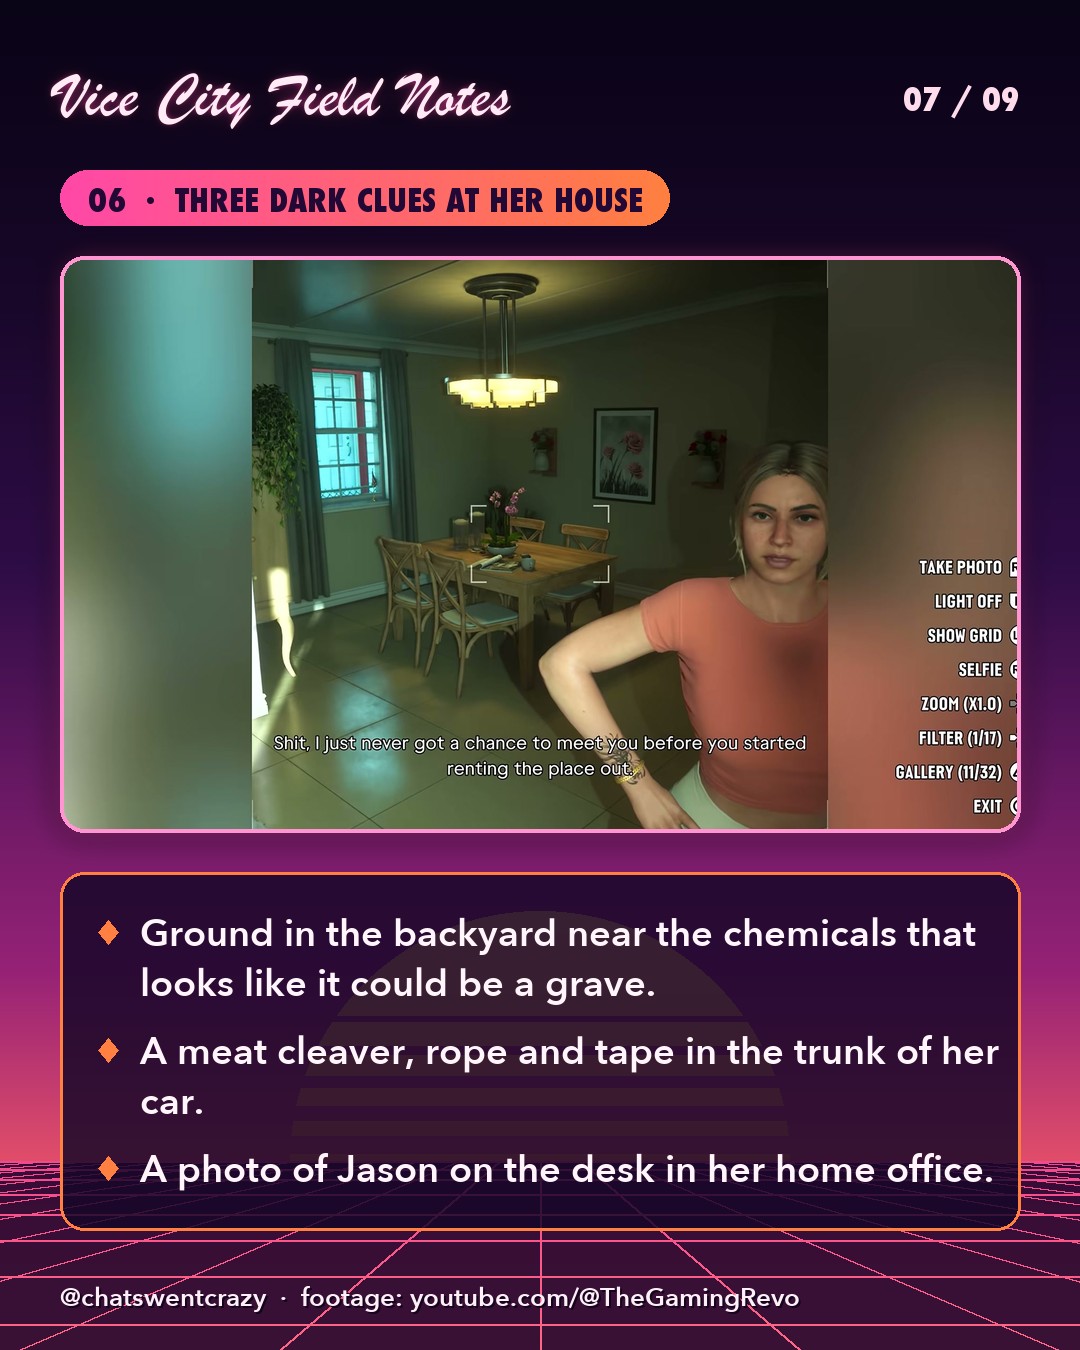 Vice City Field Notes
07 / 09
06 · THREE DARK CLUES AT HER HOUSE
TAKE PHOTO
LIGHT OFF
SHOW GRID
SELFIE
ZOOM (X1.0)
FILTER (1/17)
GALLERY (11/32)
EXIT
Shit, I just never got a chance to meet you before you started
renting the place out.
Ground in the backyard near the chemicals that
looks like it could be a grave.
A meat cleaver, rope and tape in the trunk of her
car.
A photo of Jason on the desk in her home office.
@chatswentcrazy · footage: youtube.com/@TheGamingRevo